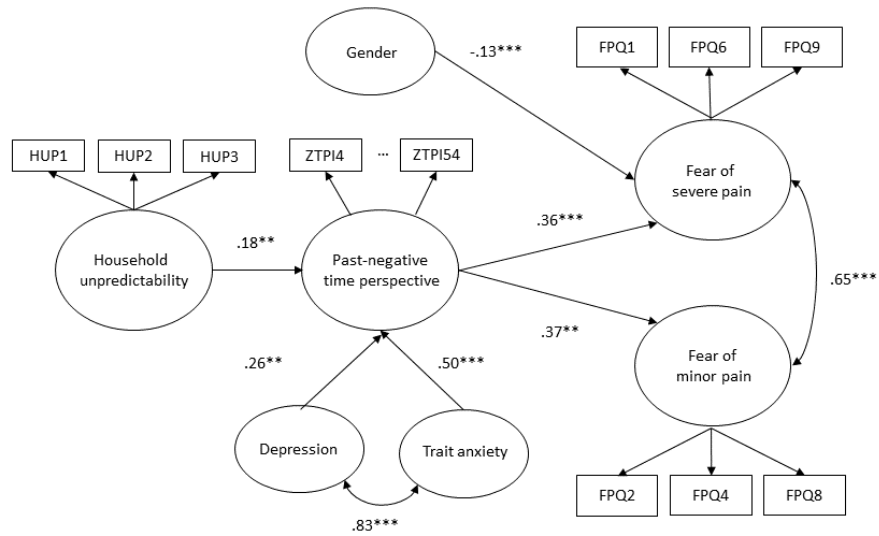 Gender
-.13***
FPQ1
FPQ6
FPQ9
HUP1
HUP2
HUP3
ZTPI4
...
ZTPI54
Fear of
severe pain
.36***
.18**
Household
unpredictability
Past-negative
time perspective
.65***
.37**
Fear of
minor pain
.26**
.50***
Depression
Trait anxiety
FPQ2
FPQ4
FPQ8
.83***